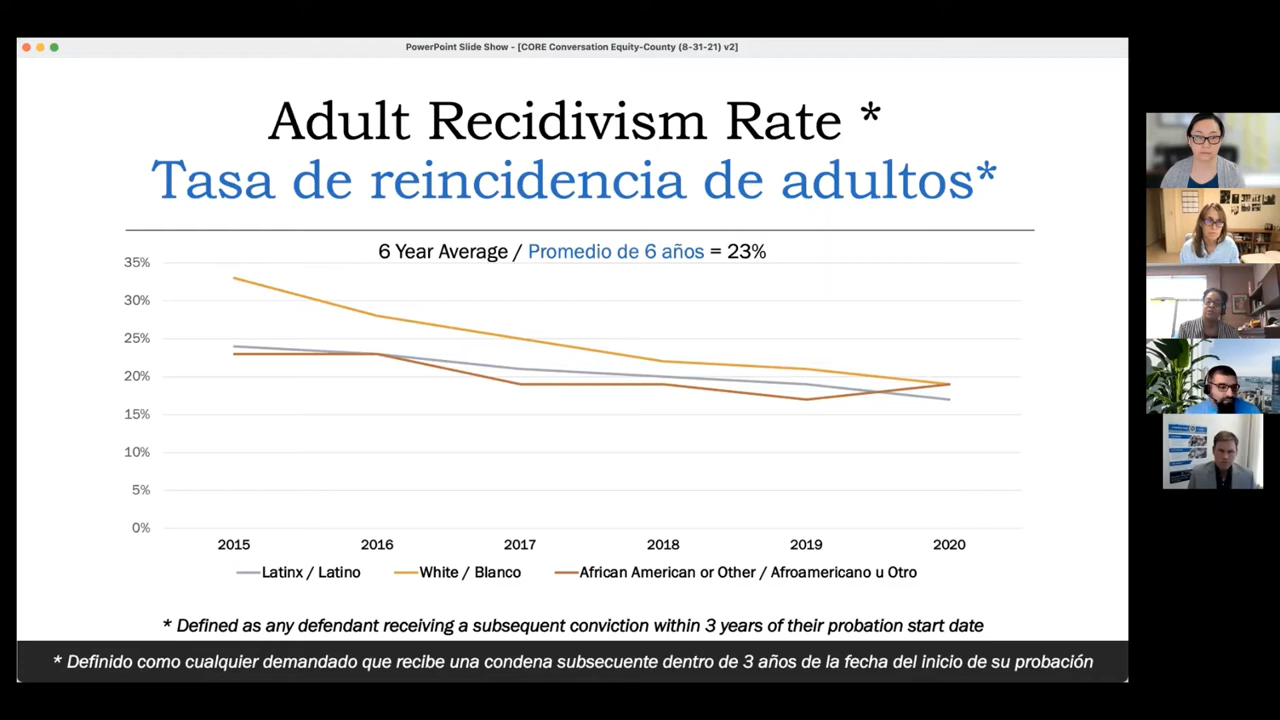 PowerPoint Slide Show - [CORE Conversation Equity-County (8-31-21) v2]
Adult Recidivism Rate *
Tasa de reincidencia de adultos*
6 Year Average / Promedio de 6 años = 23%
35%
30%
25%
20%
15%
10%
5%
0%
2015 2016 2017 2018 2019 2020
Latinx / Latino White / Blanco African American or Other / Afroamericano u Otro
* Defined as any defendant receiving a subsequent conviction within 3 years of their probation start date
* Definido como cualquier demandado que recibe una condena subsecuente dentro de 3 años de la fecha del inicio de su probación